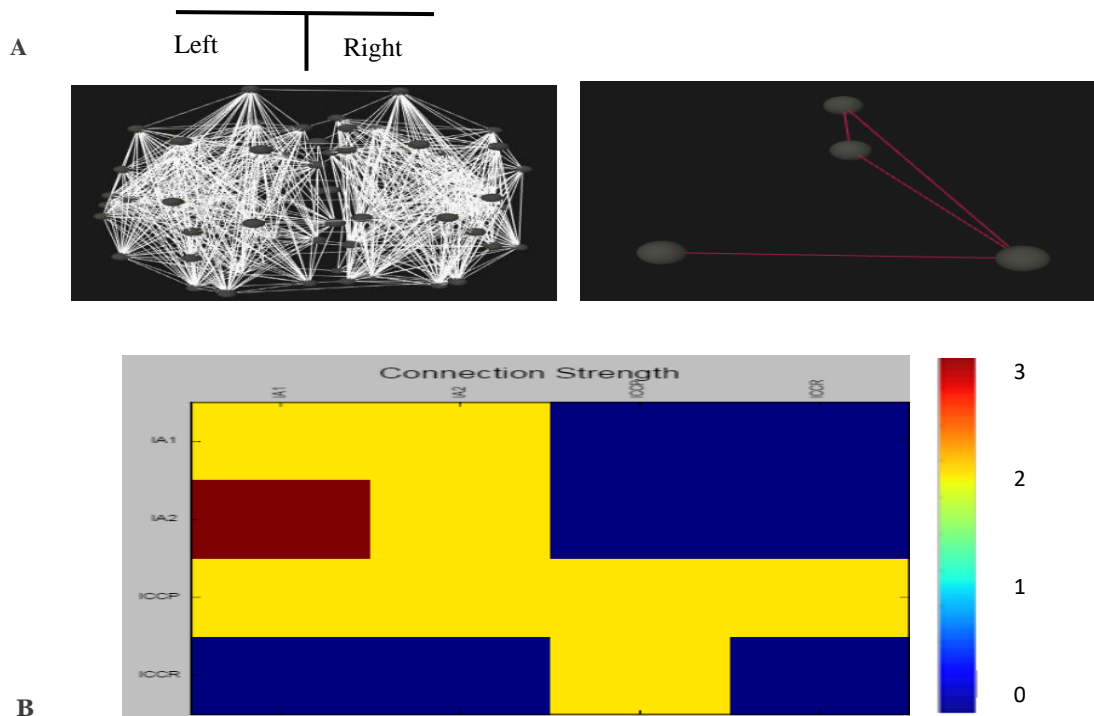 A
Left Right
Connection Strength
IA1 IA2 ICCP ICCR
IA1
IA2
ICCP
ICCR
3
2
1
0
B